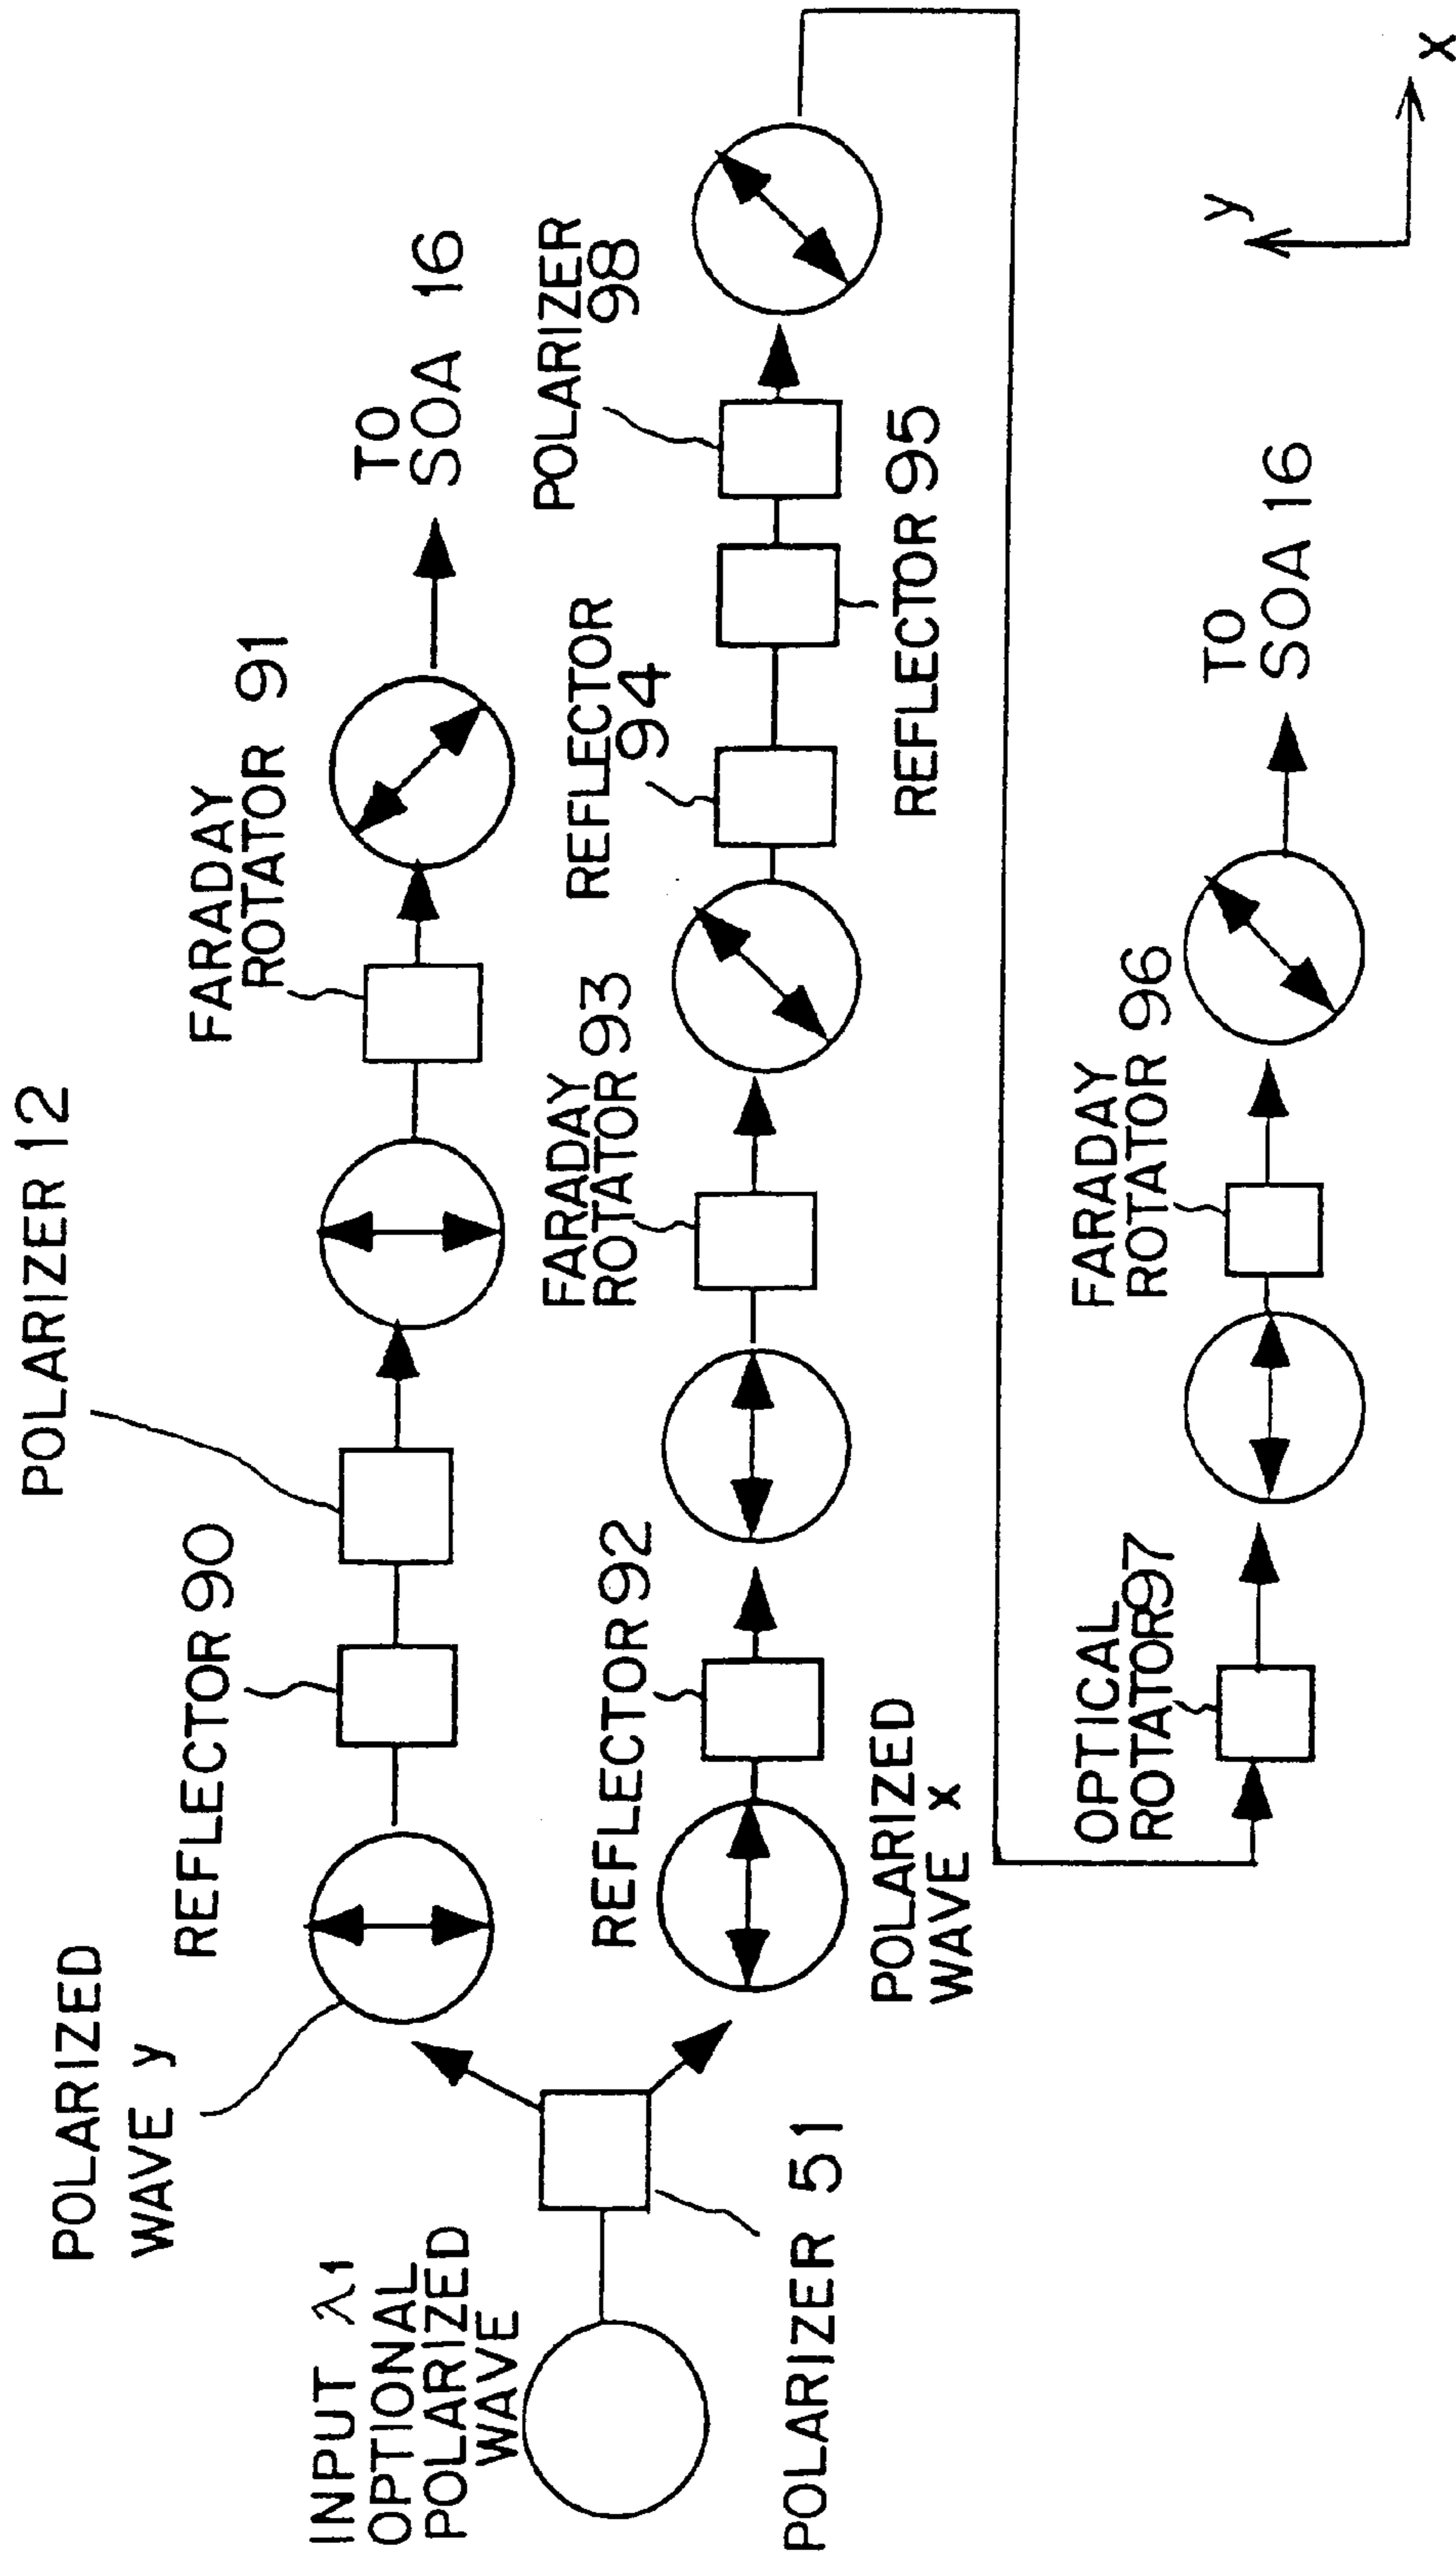 INPUT λ1
OPTIONAL
POLARIZED
WAVE
POLARIZER 51
POLARIZED
WAVE y
REFLECTOR 90
POLARIZER 12
FARADAY
ROTATOR 91
TO
SOA 16
POLARIZED
WAVE x
REFLECTOR 92
FARADAY
ROTATOR 93
REFLECTOR
94
REFLECTOR 95
POLARIZER
98
OPTICAL
ROTATOR 97
FARADAY
ROTATOR 96
TO
SOA 16
y
x